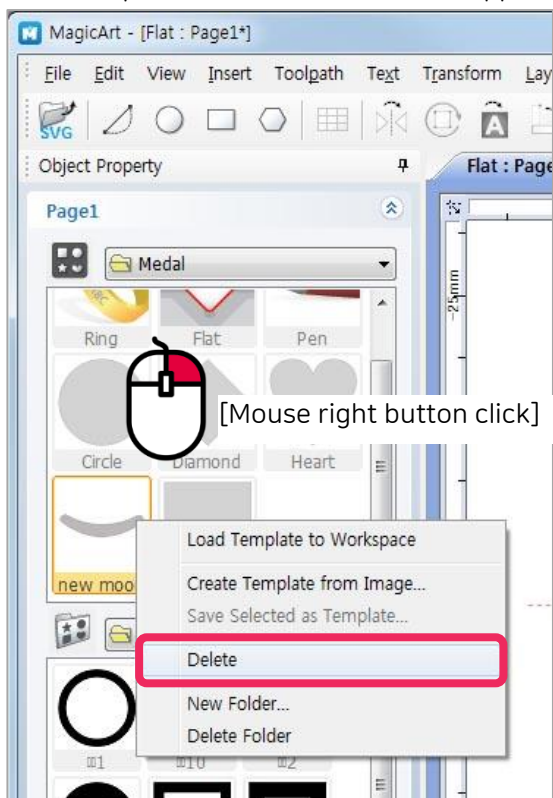 MagicArt - [Flat : Page1*]
File Edit View Insert Toolpath Text Transform Lay
SVG
Object Property
Flat : Page
Page1
Medal
-25mm
Ring Flat Pen
[Mouse right button click]
Circle Diamond Heart
new moo
Load Template to Workspace
Create Template from Image...
Save Selected as Template...
Delete
New Folder...
Delete Folder